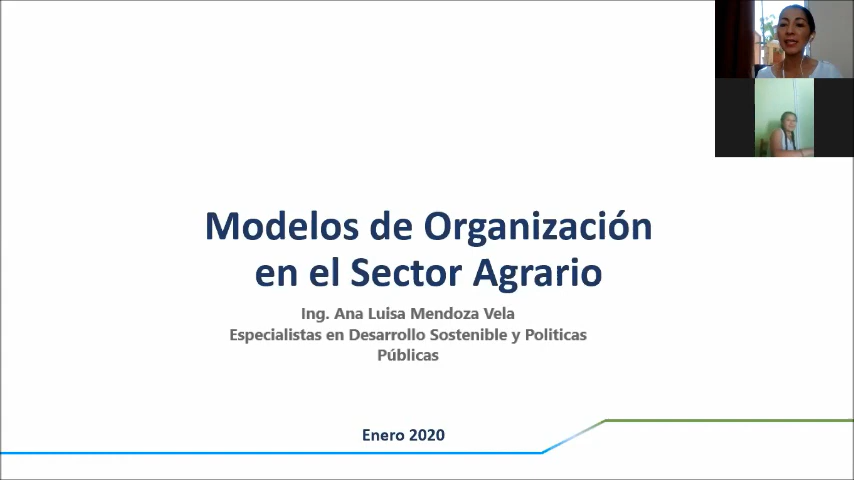 Modelos de Organización
en el Sector Agrario
Ing. Ana Luisa Mendoza Vela
Especialistas en Desarrollo Sostenible y Politicas
Públicas
Enero 2020